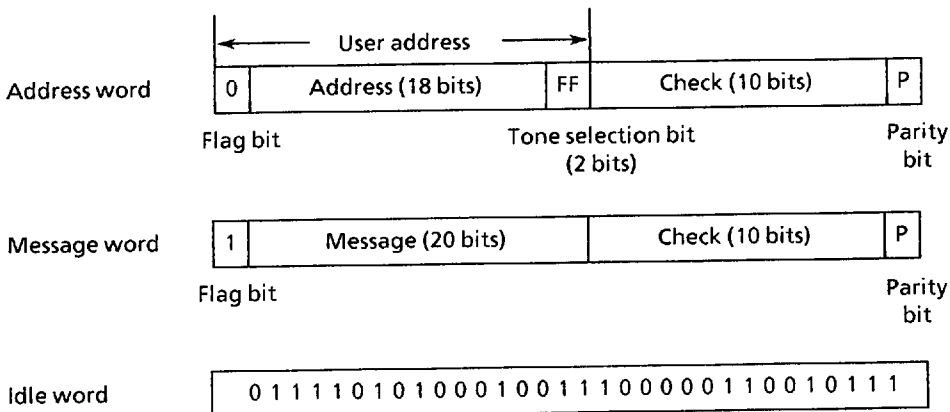 User address
Address word
0
Address (18 bits)
FF
Check (10 bits)
P
Flag bit
Tone selection bit
(2 bits)
Parity
bit
Message word
1
Message (20 bits)
Check (10 bits)
P
Flag bit
Parity
bit
Idle word
0 1 1 1 1 0 1 0 1 0 0 0 1 0 0 1 1 1 0 0 0 0 0 1 1 0 0 1 0 1 1 1